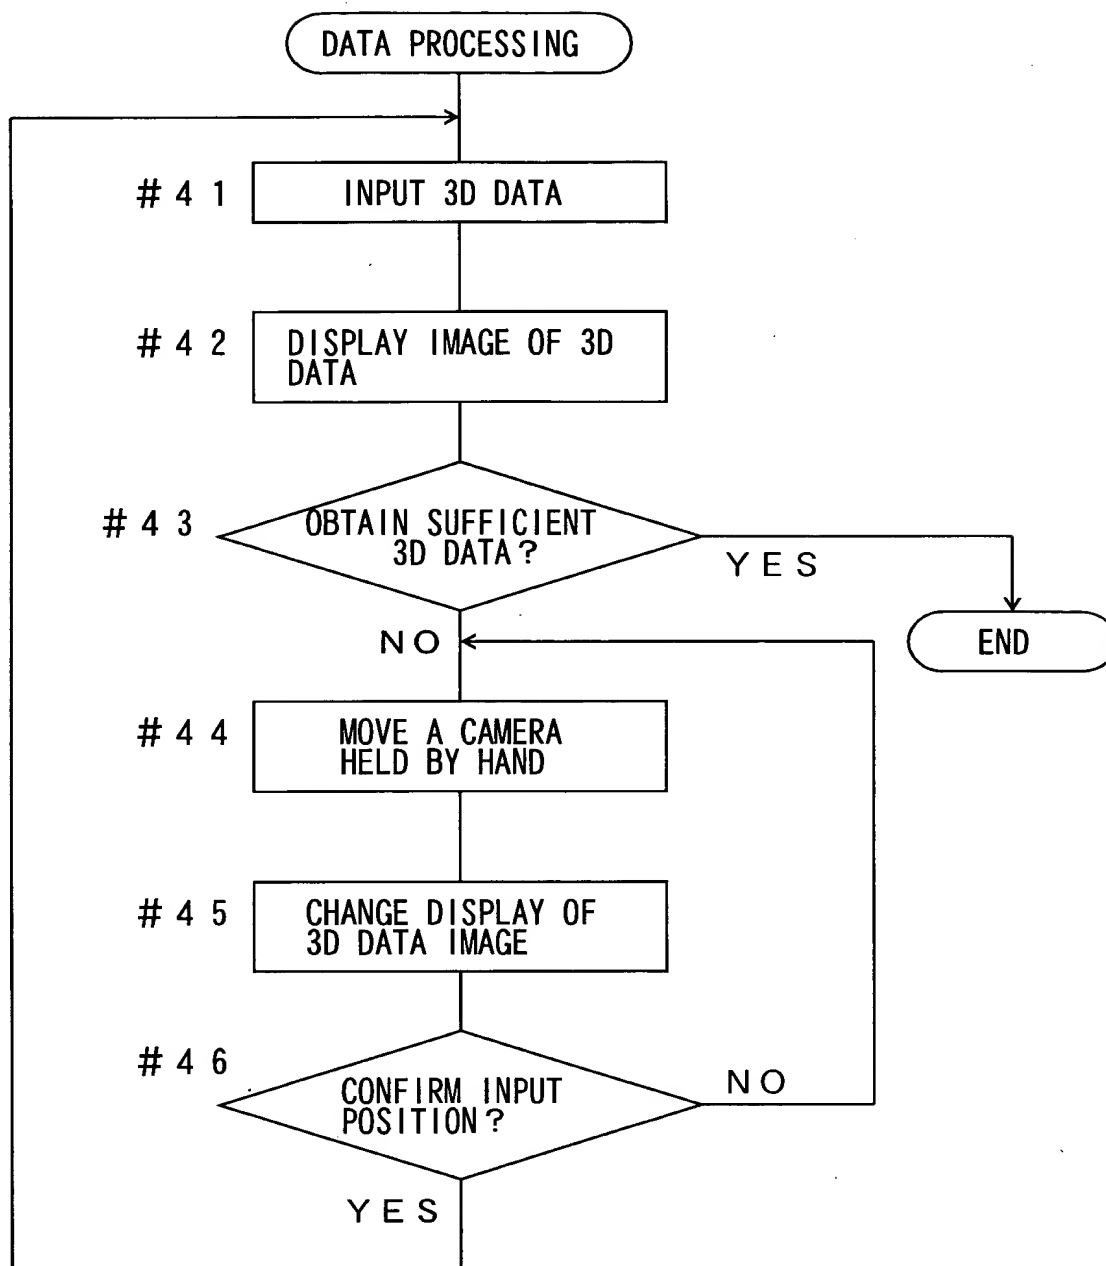 DATA PROCESSING
#41
INPUT 3D DATA
#42
DISPLAY IMAGE OF 3D
DATA
#43
OBTAIN SUFFICIENT
3D DATA?
YES
NO
END
#44
MOVE A CAMERA
HELD BY HAND
#45
CHANGE DISPLAY OF
3D DATA IMAGE
#46
CONFIRM INPUT
POSITION?
NO
YES